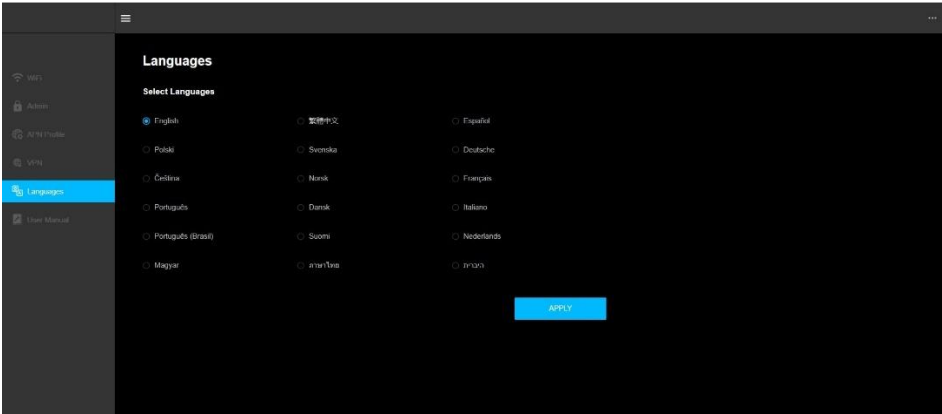 WiFi
Admin
APN Profile
VPN
Languages
User Manual
Languages
Select Languages
English 繁體中文 Español
Polski Svenska Deutsche
Čeština Norsk Français
Português Dansk Italiano
Português (Brasil) Suomi Nederlands
Magyar ภาษาไทย היברית
APPLY